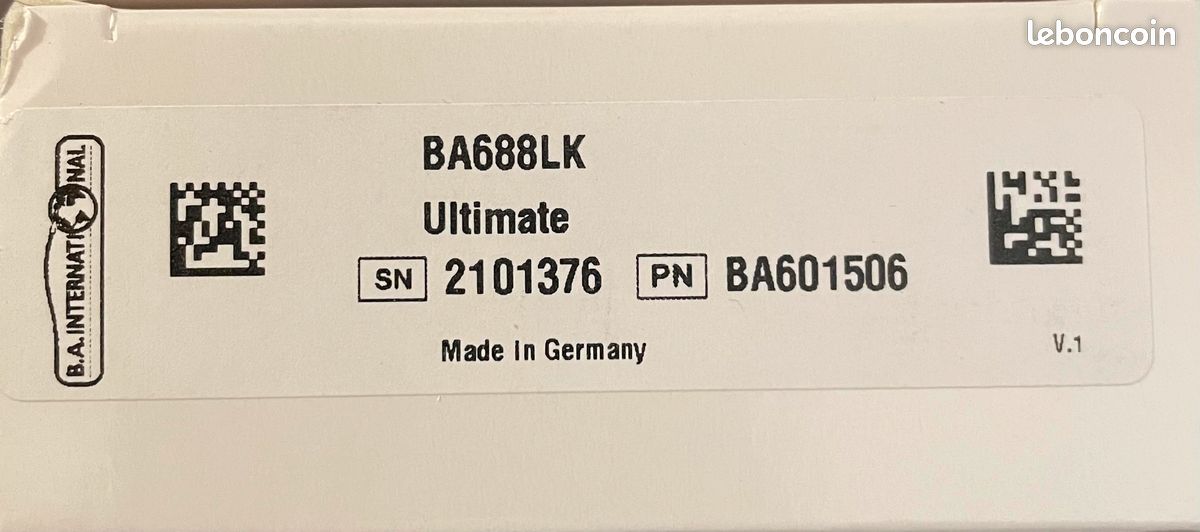 leboncoin
B.A. INTERNATIONAL
BA688LK
Ultimate
SN 2101376 PN BA601506
Made in Germany
V.1